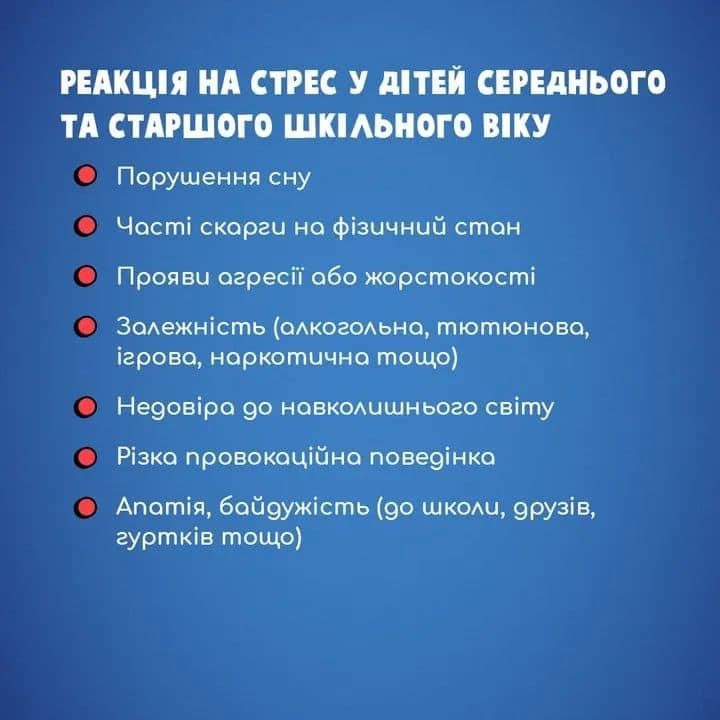 РЕАКЦІЯ НА СТРЕС У ДІТЕЙ СЕРЕДНЬОГО
ТА СТАРШОГО ШКІЛЬНОГО ВІКУ
Порушення сну
Часті скарги на фізичний стан
Прояви агресії або жорстокості
Залежність (алкогольна, тютюнова,
ігрова, наркотична тощо)
Недовіра до навколишнього світу
Різка провокаційна поведінка
Апатія, байдужість (до школи, друзів,
гуртків тощо)